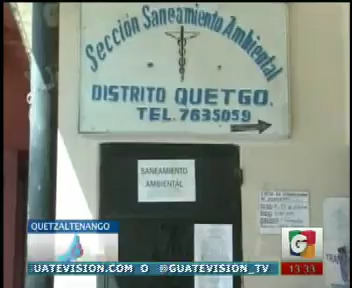 Sección Saneamiento Ambiental
DISTRITO QUETGO.
TEL. 7635059
SANEAMIENTO
AMBIENTAL
QUETZALTENANGO
G
UATEVISION.COM O @GUATEVISION_TV
13:33